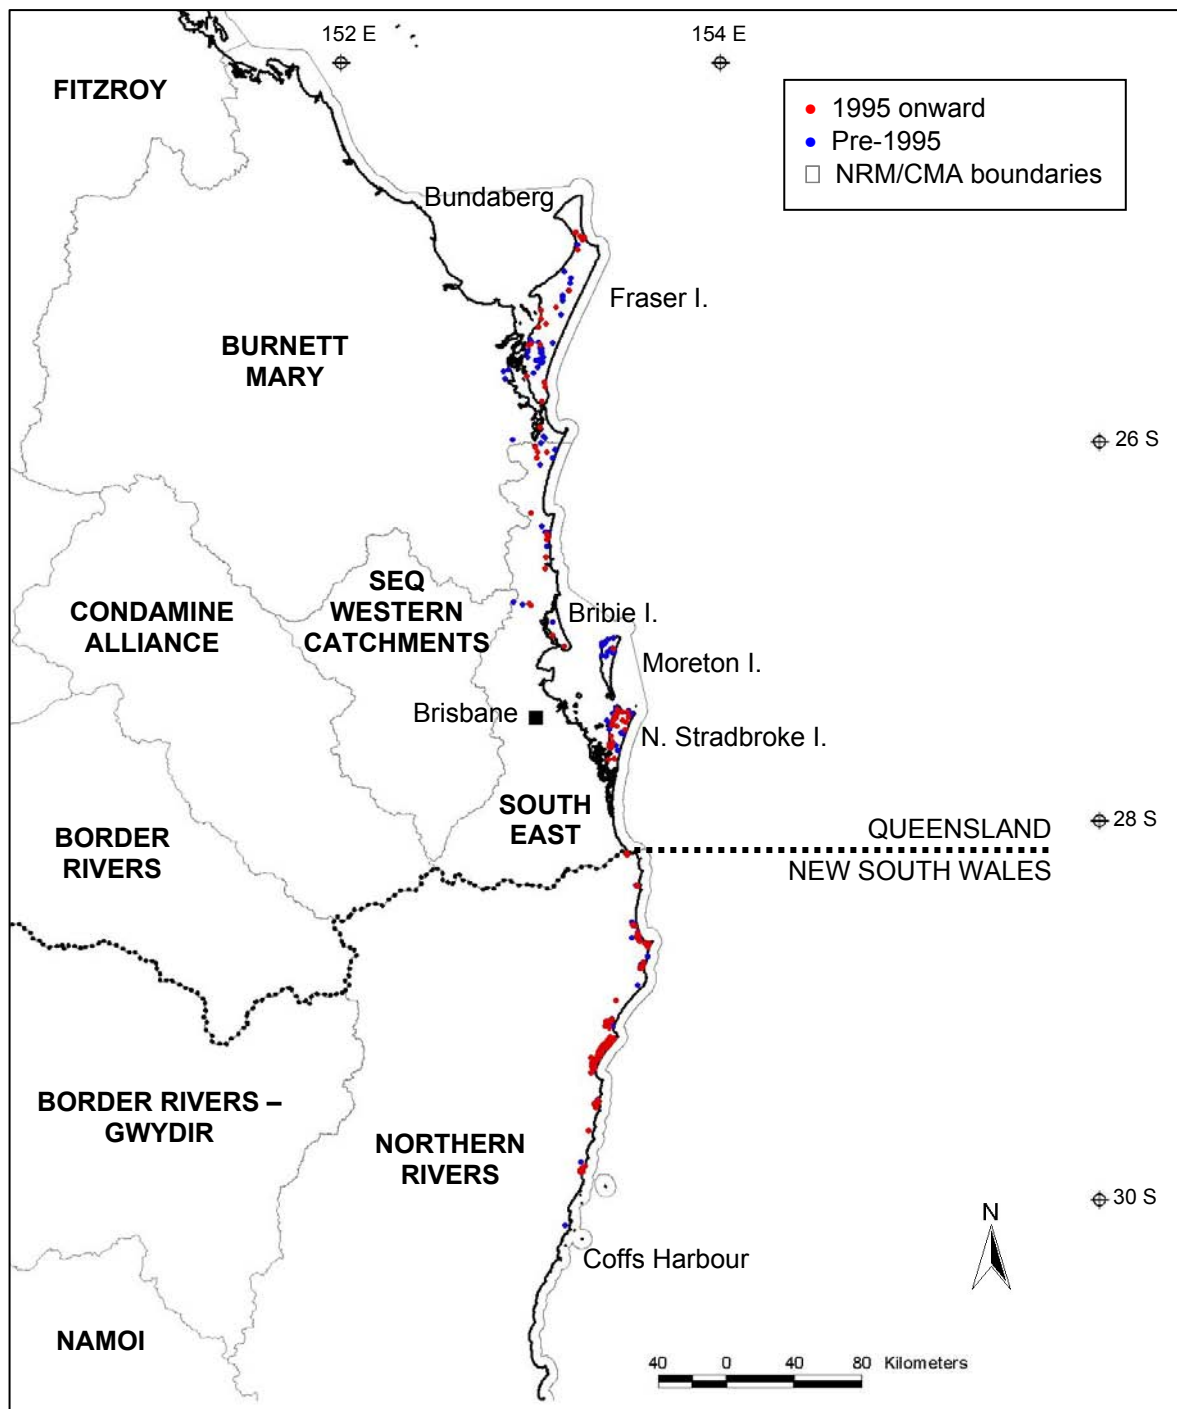 152 E
154 E
FITZROY
1995 onward
Pre-1995
NRM/CMA boundaries
Bundaberg
Fraser I.
BURNETT
MARY
26 S
CONDAMINE
ALLIANCE
SEQ
WESTERN
CATCHMENTS
Bribie I.
Moreton I.
Brisbane
N. Stradbroke I.
SOUTH
EAST
BORDER
RIVERS
28 S
QUEENSLAND
NEW SOUTH WALES
BORDER RIVERS –
GWYDIR
NORTHERN
RIVERS
30 S
N
Coffs Harbour
NAMOI
40 0 40 80 Kilometers